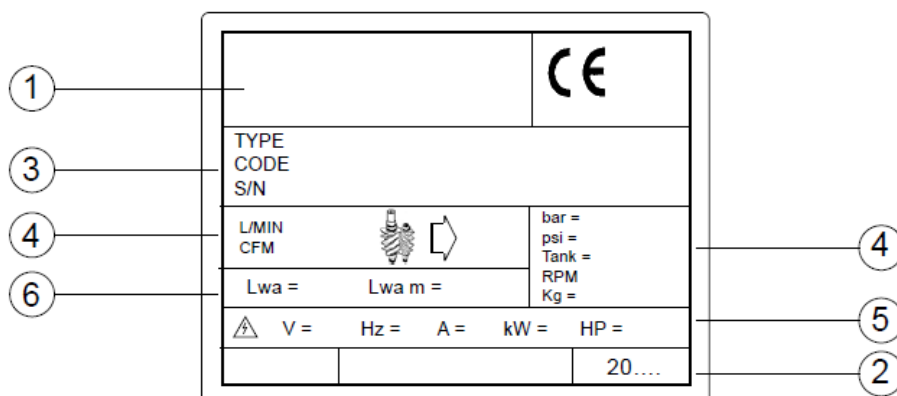 1
CE
TYPE
3
CODE
S/N
4
L/MIN
CFM
bar =
psi =
Tank =
RPM
Kg =
4
6
Lwa = Lwa m =
V = Hz = A = kW = HP =
5
20....
2